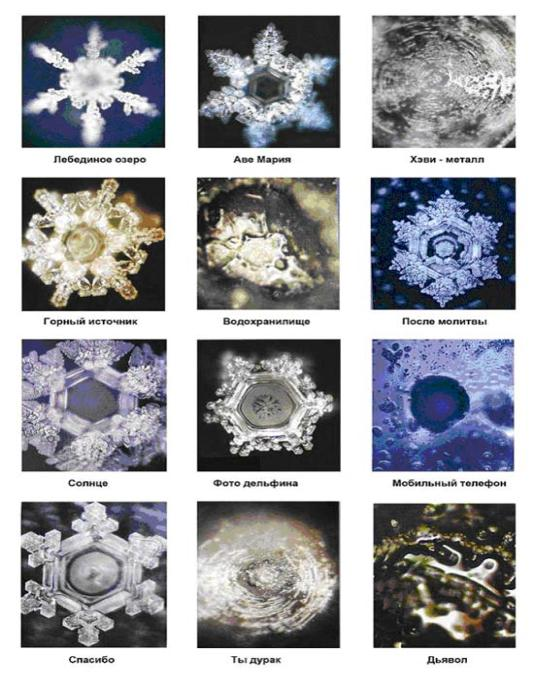 Лебединое озеро
Аве Мария
Хэви - металл
Горный источник
Водохранилище
После молитвы
Солнце
Фото дельфина
Мобильный телефон
Спасибо
Ты дурак
Дьявол